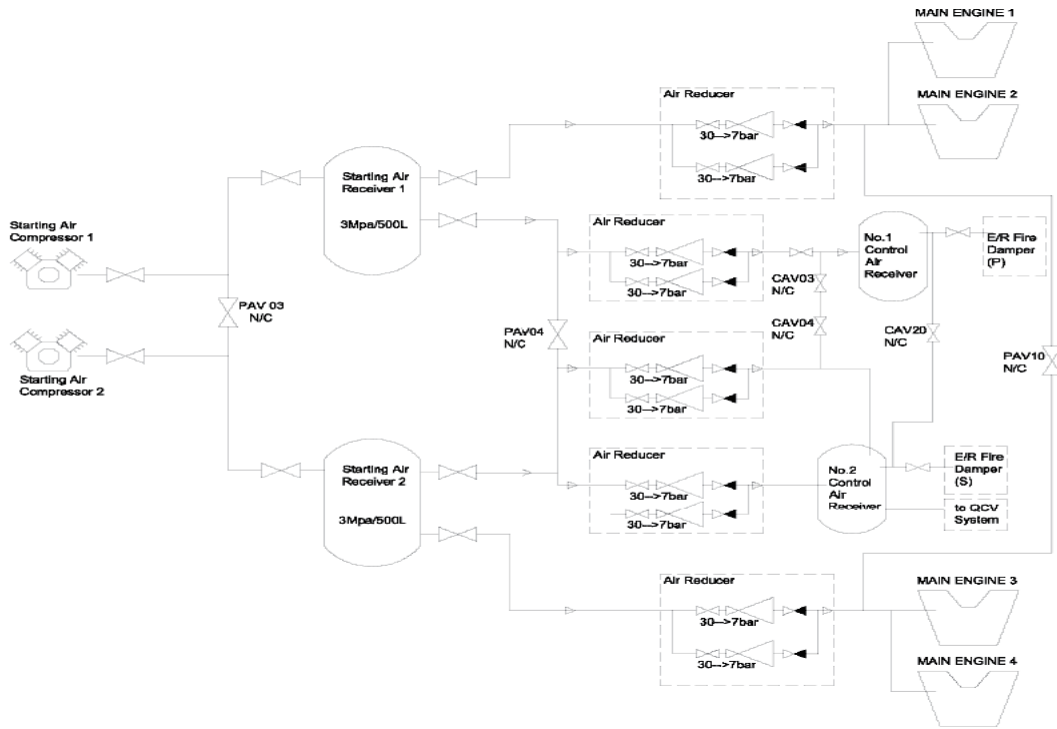 MAIN ENGINE 1
MAIN ENGINE 2
Air Reducer
30-->7bar
30-->7bar
Starting Air
Receiver 1
3Mpa/500L
Starting Air
Compressor 1
PAV 03
N/C
Starting Air
Compressor 2
Air Reducer
30-->7bar
30-->7bar
No.1
Control
Air
Receiver
E/R Fire
Damper
(P)
CAV03
N/C
CAV04
N/C
CAV20
N/C
PAV04
N/C
PAV10
N/C
Air Reducer
30-->7bar
30-->7bar
Starting Air
Receiver 2
3Mpa/500L
Air Reducer
30-->7bar
30-->7bar
No.2
Control
Air
Receiver
E/R Fire
Damper
(S)
to QCV
System
Air Reducer
30-->7bar
30-->7bar
MAIN ENGINE 3
MAIN ENGINE 4